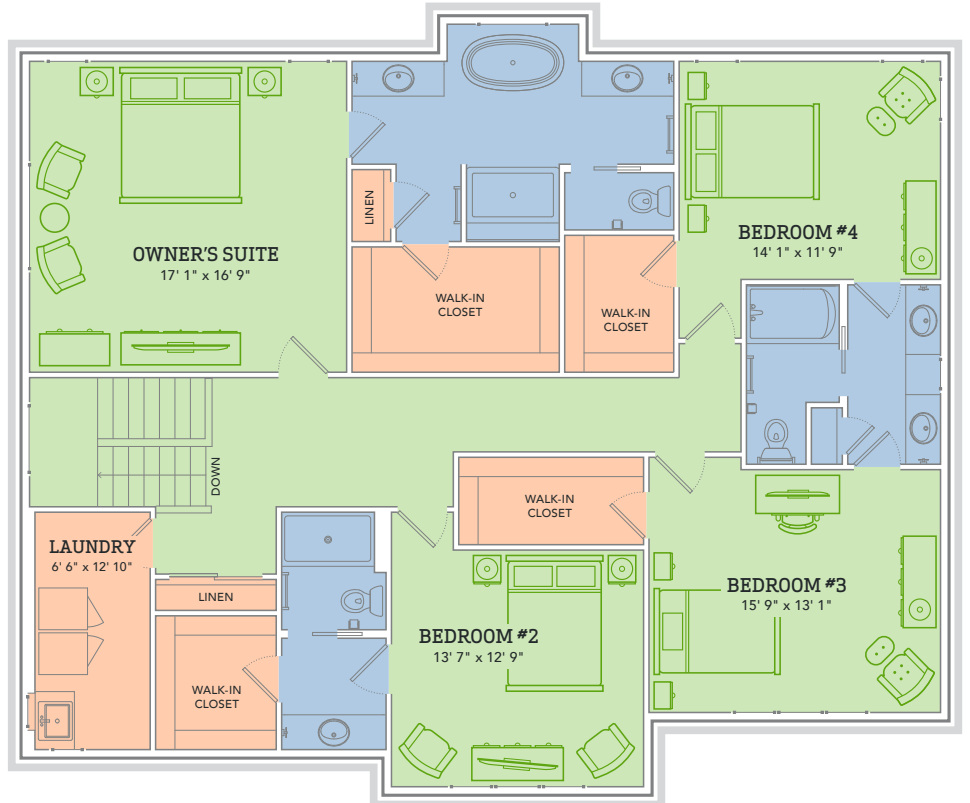 OWNER'S SUITE
17' 1" x 16' 9"
LINEN
WALK-IN
CLOSET
WALK-IN
CLOSET
BEDROOM #4
14' 1" x 11' 9"
DOWN
LAUNDRY
6' 6" x 12' 10"
LINEN
WALK-IN
CLOSET
WALK-IN
CLOSET
BEDROOM #2
13' 7" x 12' 9"
BEDROOM #3
15' 9" x 13' 1"